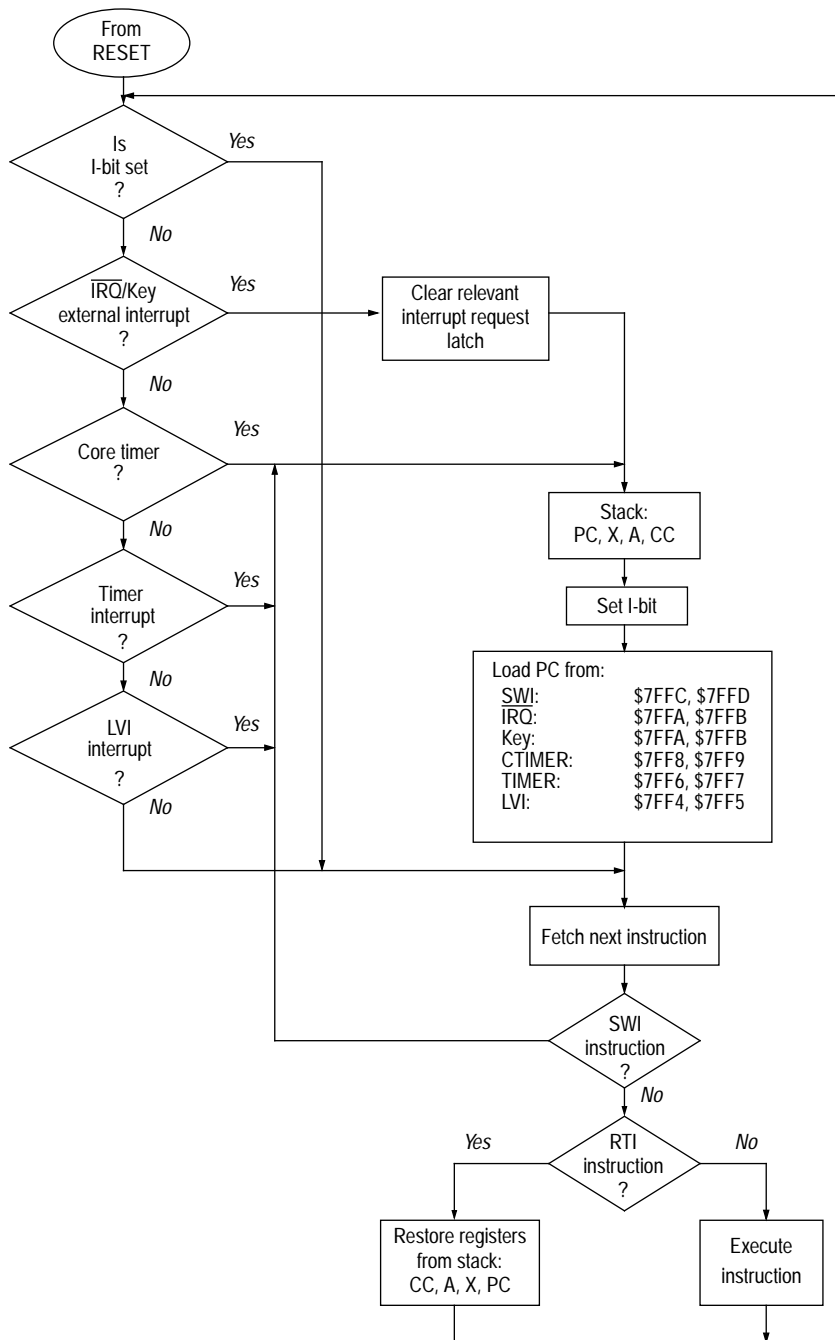 From
RESET
Is
I-bit set
?
Yes
No
IRQ/Key
external interrupt
?
Yes
Clear relevant
interrupt request
latch
No
Core timer
?
Yes
No
Stack:
PC, X, A, CC
Timer
interrupt
?
Yes
Set I-bit
No
Load PC from:
SWI: $7FFC, $7FFD
IRQ: $7FFA, $7FFB
Key: $7FFA, $7FFB
CTIMER: $7FF8, $7FF9
TIMER: $7FF6, $7FF7
LVI: $7FF4, $7FF5
LVI
interrupt
?
Yes
No
Fetch next instruction
SWI
instruction
?
No
RTI
instruction
?
Yes
No
Restore registers
from stack:
CC, A, X, PC
Execute
instruction